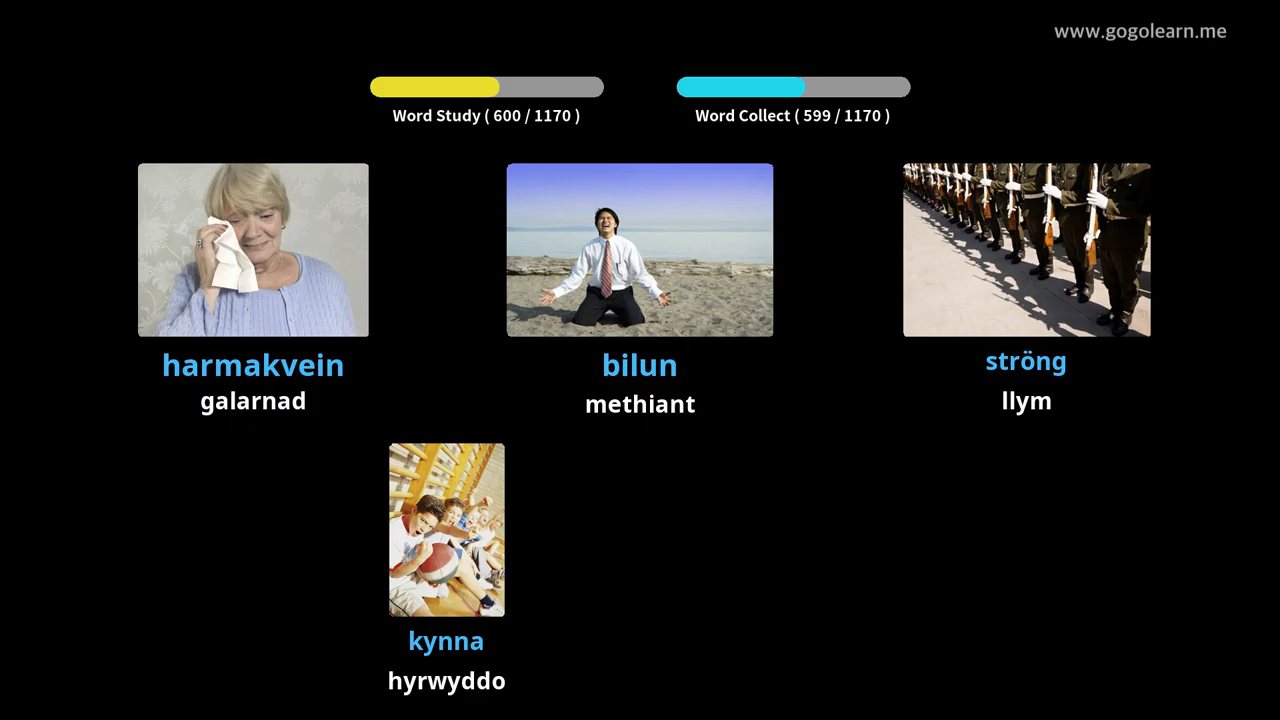 www.gogolearn.me
Word Study ( 600 / 1170 )
Word Collect ( 599 / 1170 )
harmakvein
galarnad
bilun
methiant
ströng
llym
kynna
hyrwyddo